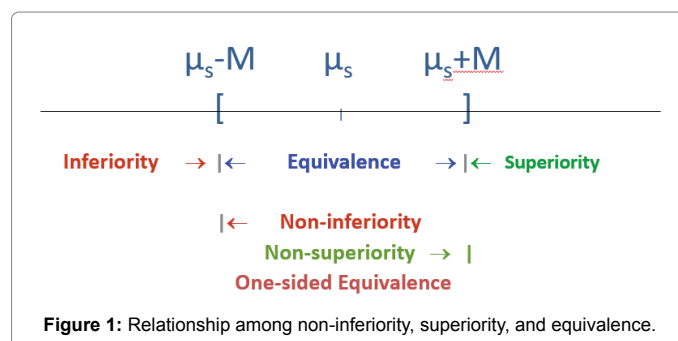 μₛ-M μₛ μₛ+M
[ ]
Inferiority → |← Equivalence →|← Superiority
|← Non-inferiority
Non-superiority → |
One-sided Equivalence
Figure 1: Relationship among non-inferiority, superiority, and equivalence.